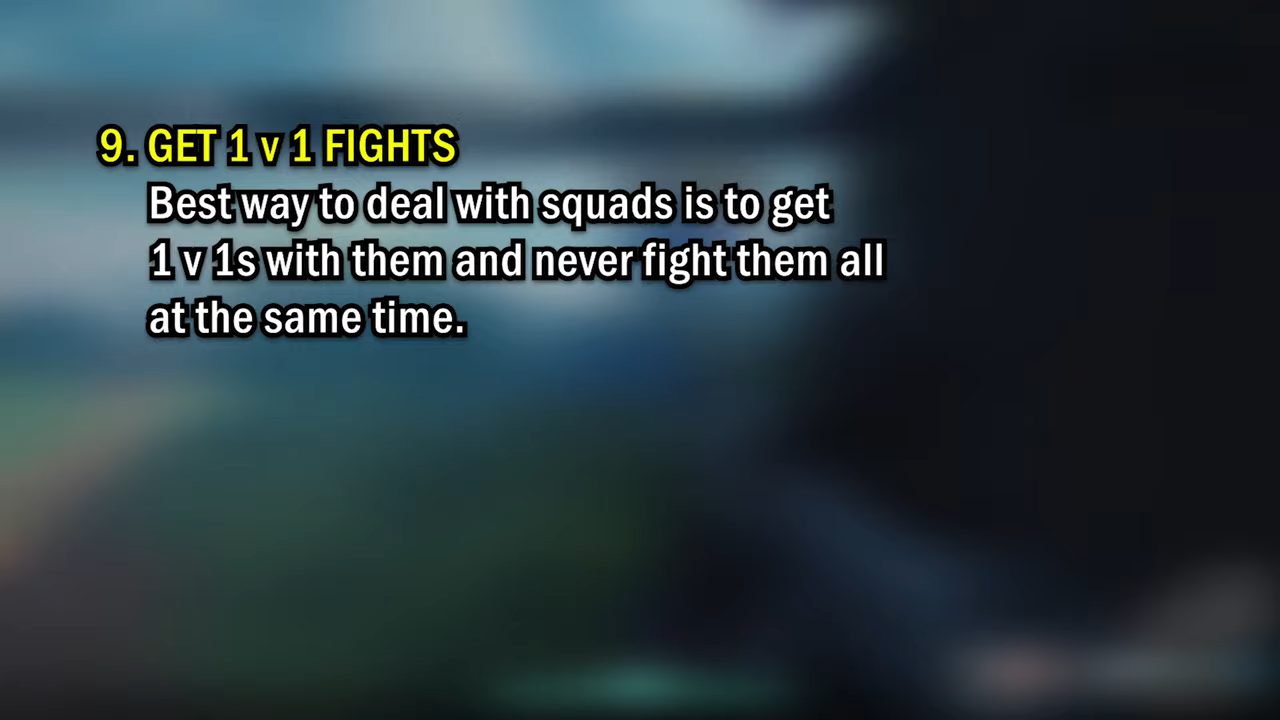 9. GET 1 v 1 FIGHTS
Best way to deal with squads is to get
1 v 1s with them and never fight them all
at the same time.